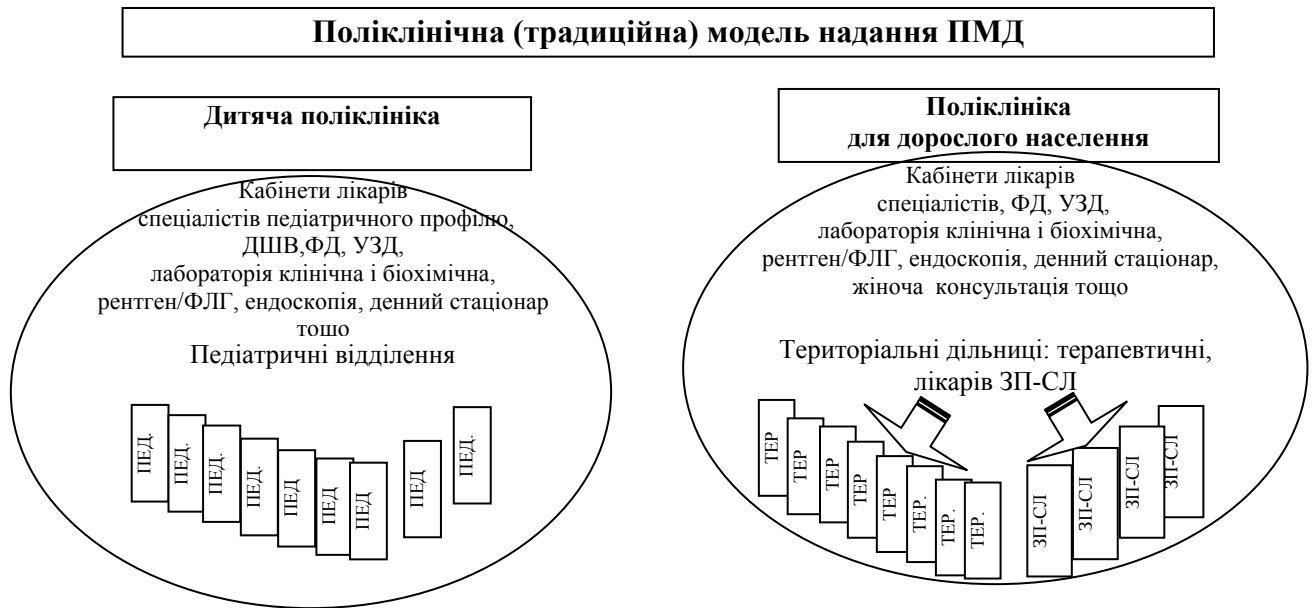 Поліклінічна (традиційна) модель надання ПМД
Дитяча поліклініка
Кабінети лікарів
спеціалістів педіатричного профілю,
ДШВ,ФД, УЗД,
лабораторія клінічна і біохімічна,
рентген/ФЛГ, ендоскопія, денний стаціонар
тошо
Педіатричні відділення
ПЕД.
ПЕД.
ПЕД.
ПЕД.
ПЕД
ПЕД
ПЕД
ПЕД
ПЕД.
Поліклініка
для дорослого населення
Кабінети лікарів
спеціалістів, ФД, УЗД,
лабораторія клінічна і біохімічна,
рентген/ФЛГ, ендоскопія, денний стаціонар,
жіноча консультація тощо
Територіальні дільниці: терапевтичні,
лікарів ЗП-СЛ
ТЕР
ТЕР
ТЕР
ТЕР
ТЕР
ТЕР.
ТЕР.
ТЕР.
ЗП-СЛ
ЗП-СЛ
ЗП-СЛ
ЗП-СЛ